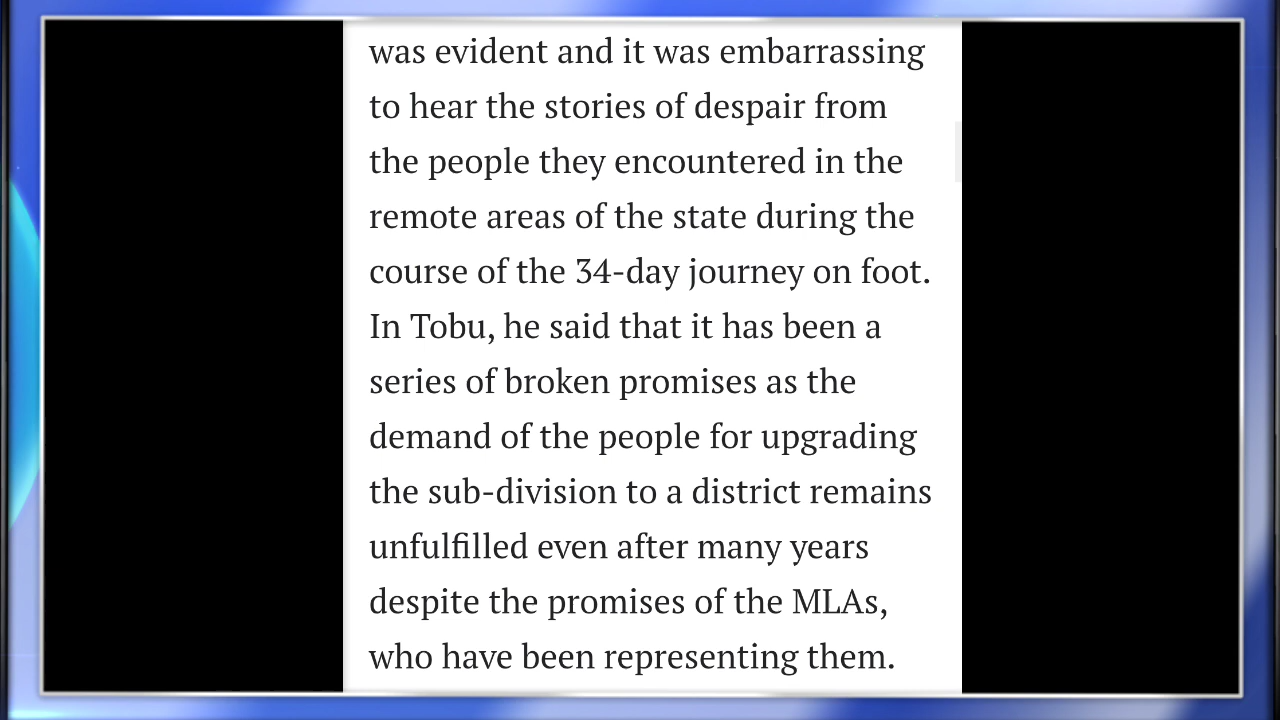 was evident and it was embarrassing
to hear the stories of despair from
the people they encountered in the
remote areas of the state during the
course of the 34-day journey on foot.
In Tobu, he said that it has been a
series of broken promises as the
demand of the people for upgrading
the sub-division to a district remains
unfulfilled even after many years
despite the promises of the MLAs,
who have been representing them.